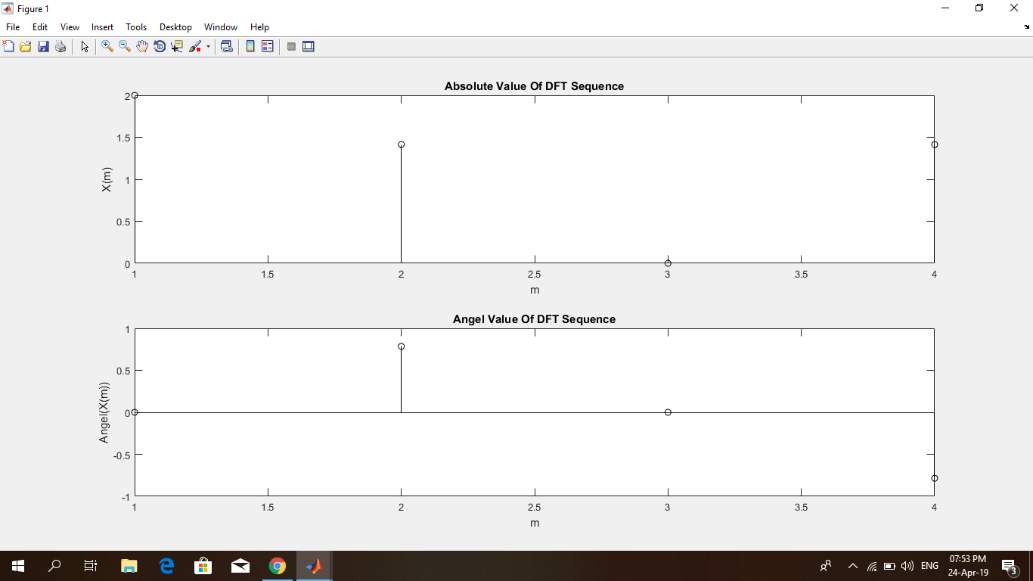 Figure 1
File Edit View Insert Tools Desktop Window Help
Absolute Value Of DFT Sequence
2
1.5
1
0.5
0
X(m)
1 1.5 2 2.5 3 3.5 4
m
Angel Value Of DFT Sequence
1
0.5
0
-0.5
-1
Angel(X(m))
1 1.5 2 2.5 3 3.5 4
m
ENG
07:53 PM
24-Apr-19
3